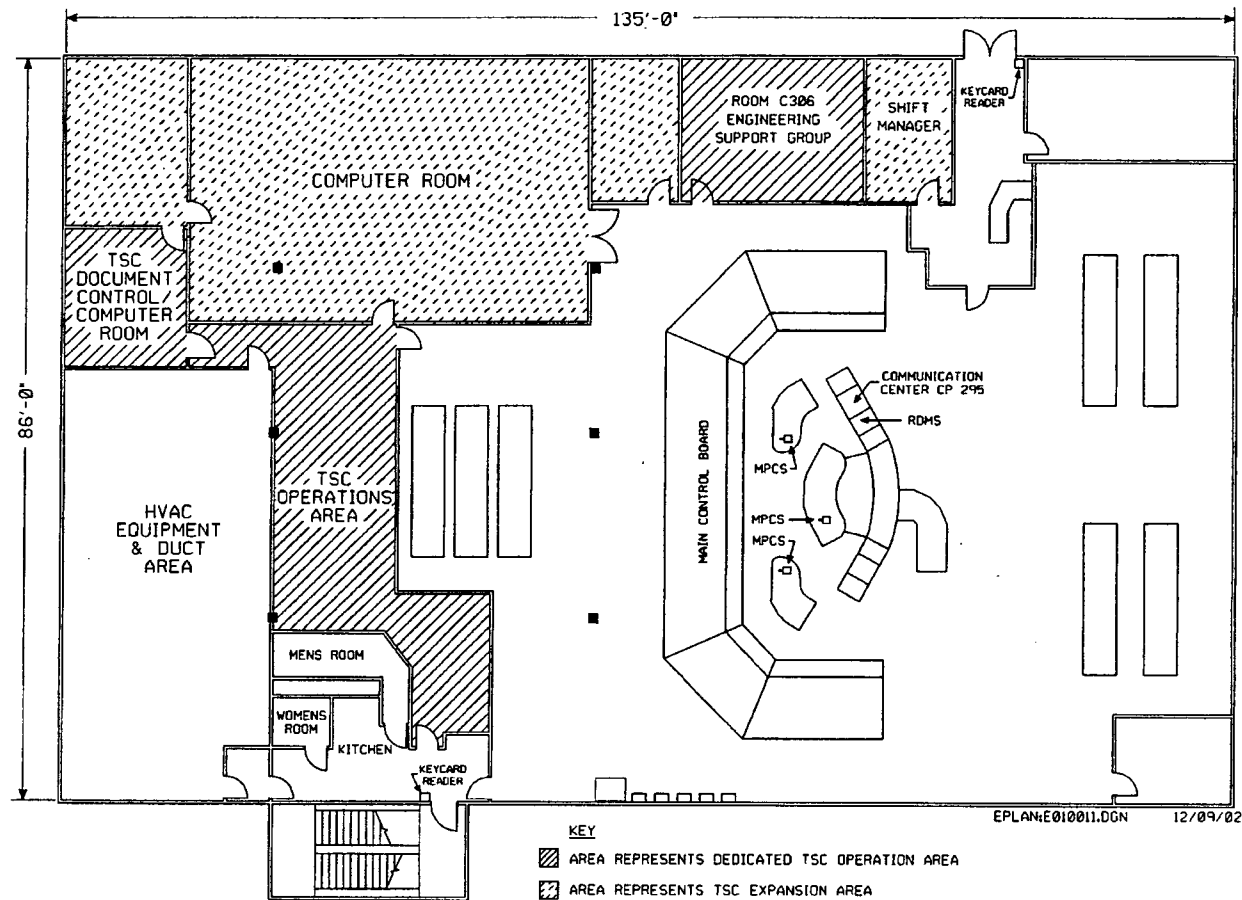 135'-0"
KEYCARD
READER
ROOM C306
ENGINEERING
SUPPORT GROUP
SHIFT
MANAGER
COMPUTER ROOM
TSC
DOCUMENT
CONTROL/
COMPUTER
ROOM
86'-0"
COMMUNICATION
CENTER CP 295
RDMS
MAIN CONTROL BOARD
MPCS
MPCS
MPCS
TSC
OPERATIONS
AREA
HVAC
EQUIPMENT
& DUCT
AREA
MENS ROOM
WOMENS
ROOM
KITCHEN
KEYCARD
READER
EPLAN:E010011.DGN 12/09/02
KEY
AREA REPRESENTS DEDICATED TSC OPERATION AREA
AREA REPRESENTS TSC EXPANSION AREA